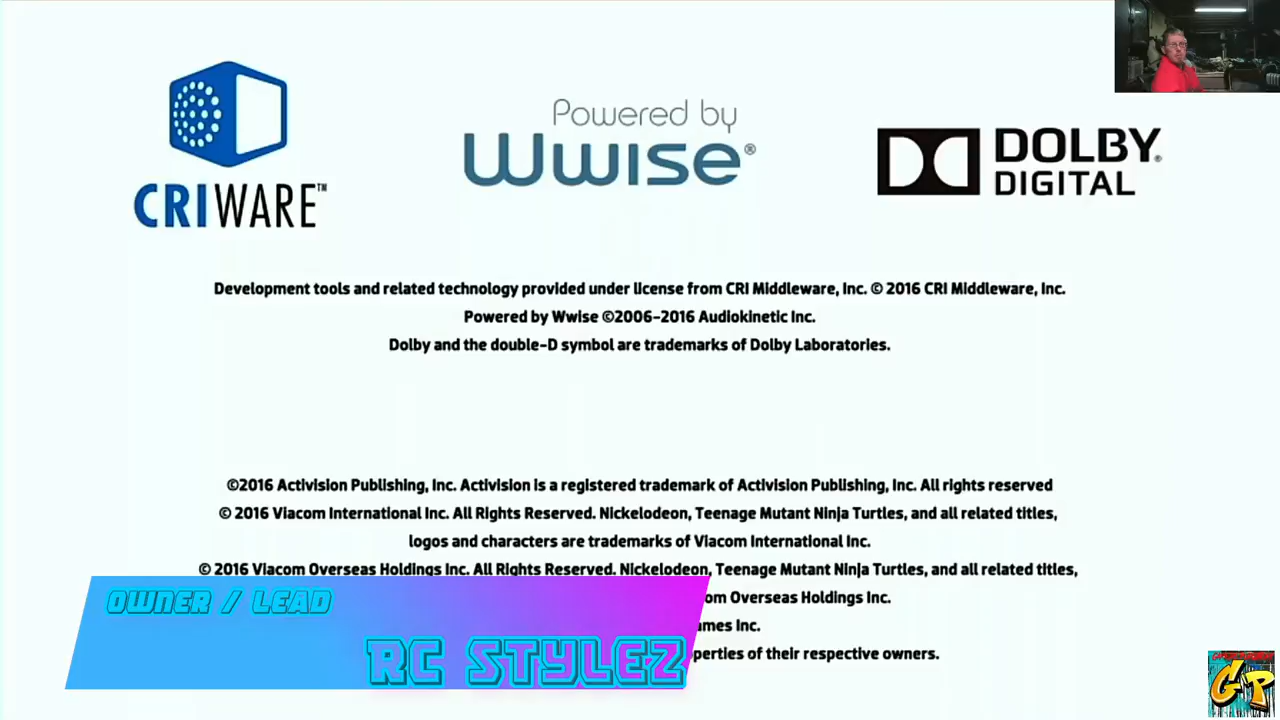 CRIWARE™
Powered by
Wwise®
DOLBY®
DIGITAL
Development tools and related technology provided under license from CRI Middleware, Inc. © 2016 CRI Middleware, Inc.
Powered by Wwise ©2006-2016 Audiokinetic Inc.
Dolby and the double-D symbol are trademarks of Dolby Laboratories.
©2016 Activision Publishing, Inc. Activision is a registered trademark of Activision Publishing, Inc. All rights reserved
© 2016 Viacom International Inc. All Rights Reserved. Nickelodeon, Teenage Mutant Ninja Turtles, and all related titles,
logos and characters are trademarks of Viacom International Inc.
© 2016 Viacom Overseas Holdings Inc. All Rights Reserved. Nickelodeon, Teenage Mutant Ninja Turtles, and all related titles,
Overseas Holdings Inc.
Inc.
of their respective owners.
OWNER / LEAD
RC STYLEZ
GP